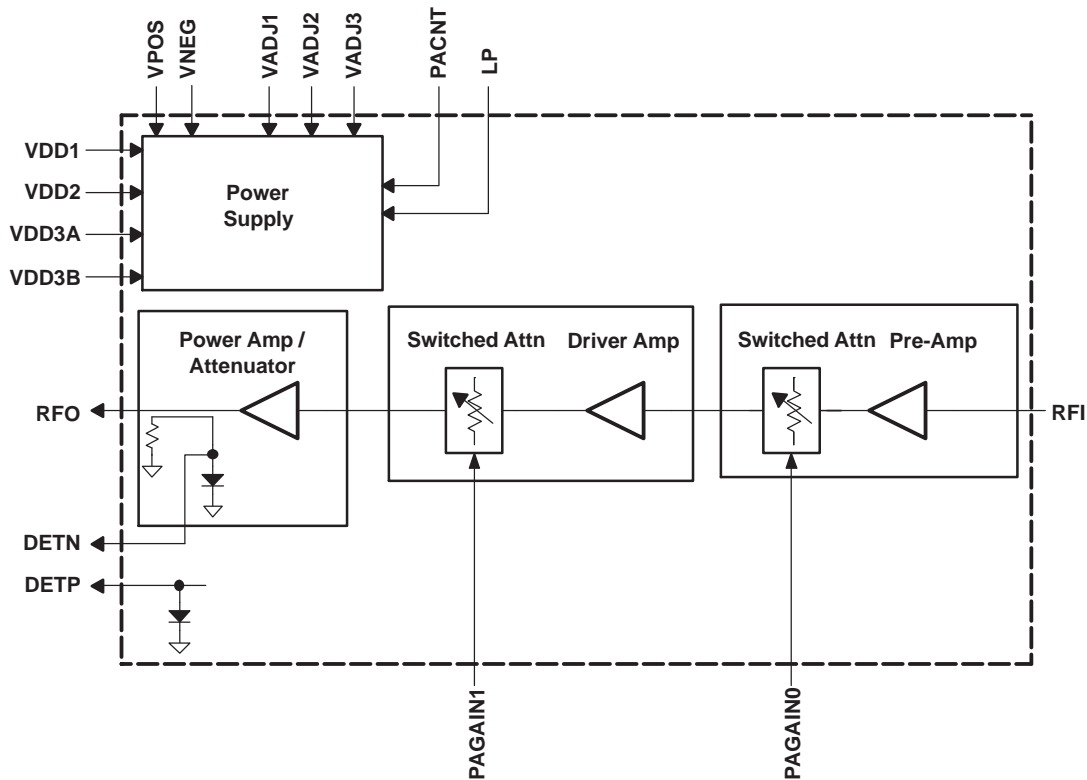 VPOS
VNEG
VADJ1
VADJ2
VADJ3
PACNT
LP
VDD1
VDD2
VDD3A
VDD3B
Power
Supply
Power Amp /
Attenuator
Switched Attn
Driver Amp
Switched Attn
Pre-Amp
RFO
RFI
DETN
DETP
PAGAIN1
PAGAIN0